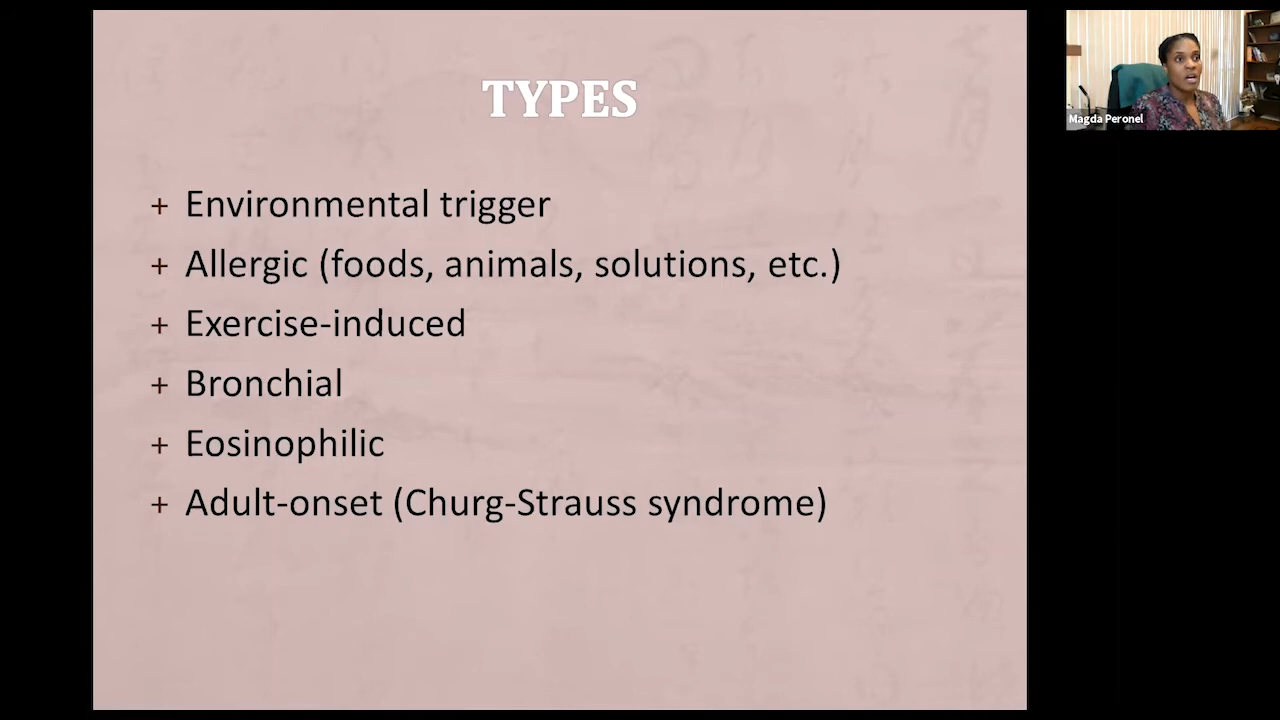 TYPES
+ Environmental trigger
+ Allergic (foods, animals, solutions, etc.)
+ Exercise-induced
+ Bronchial
+ Eosinophilic
+ Adult-onset (Churg-Strauss syndrome)
Magda Peronel